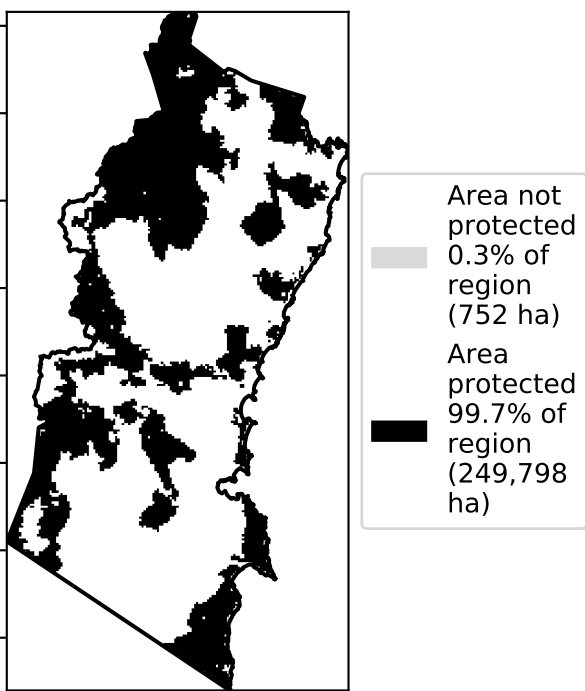 Area not
protected
0.3% of
region
(752 ha)
Area
protected
99.7% of
region
(249,798
ha)